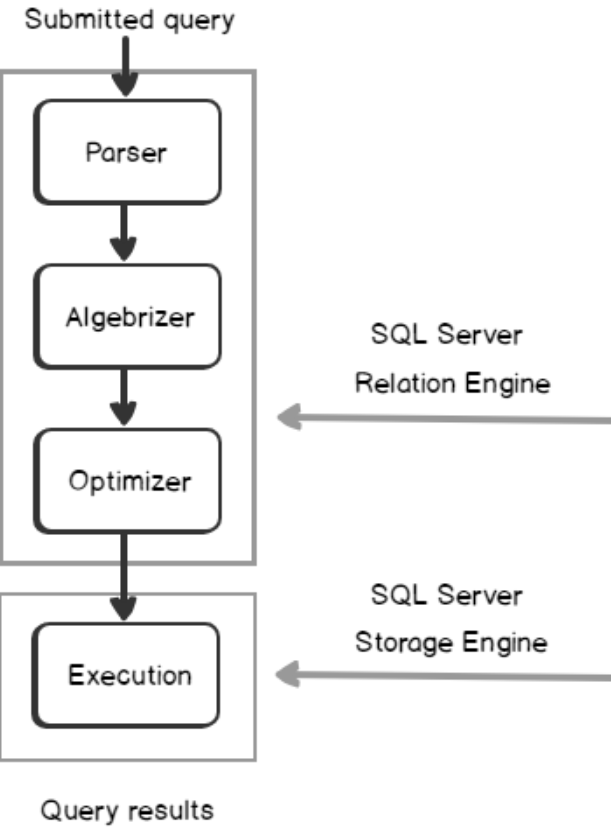 Submitted query
Parser
Algebrizer
SQL Server
Relation Engine
Optimizer
SQL Server
Storage Engine
Execution
Query results